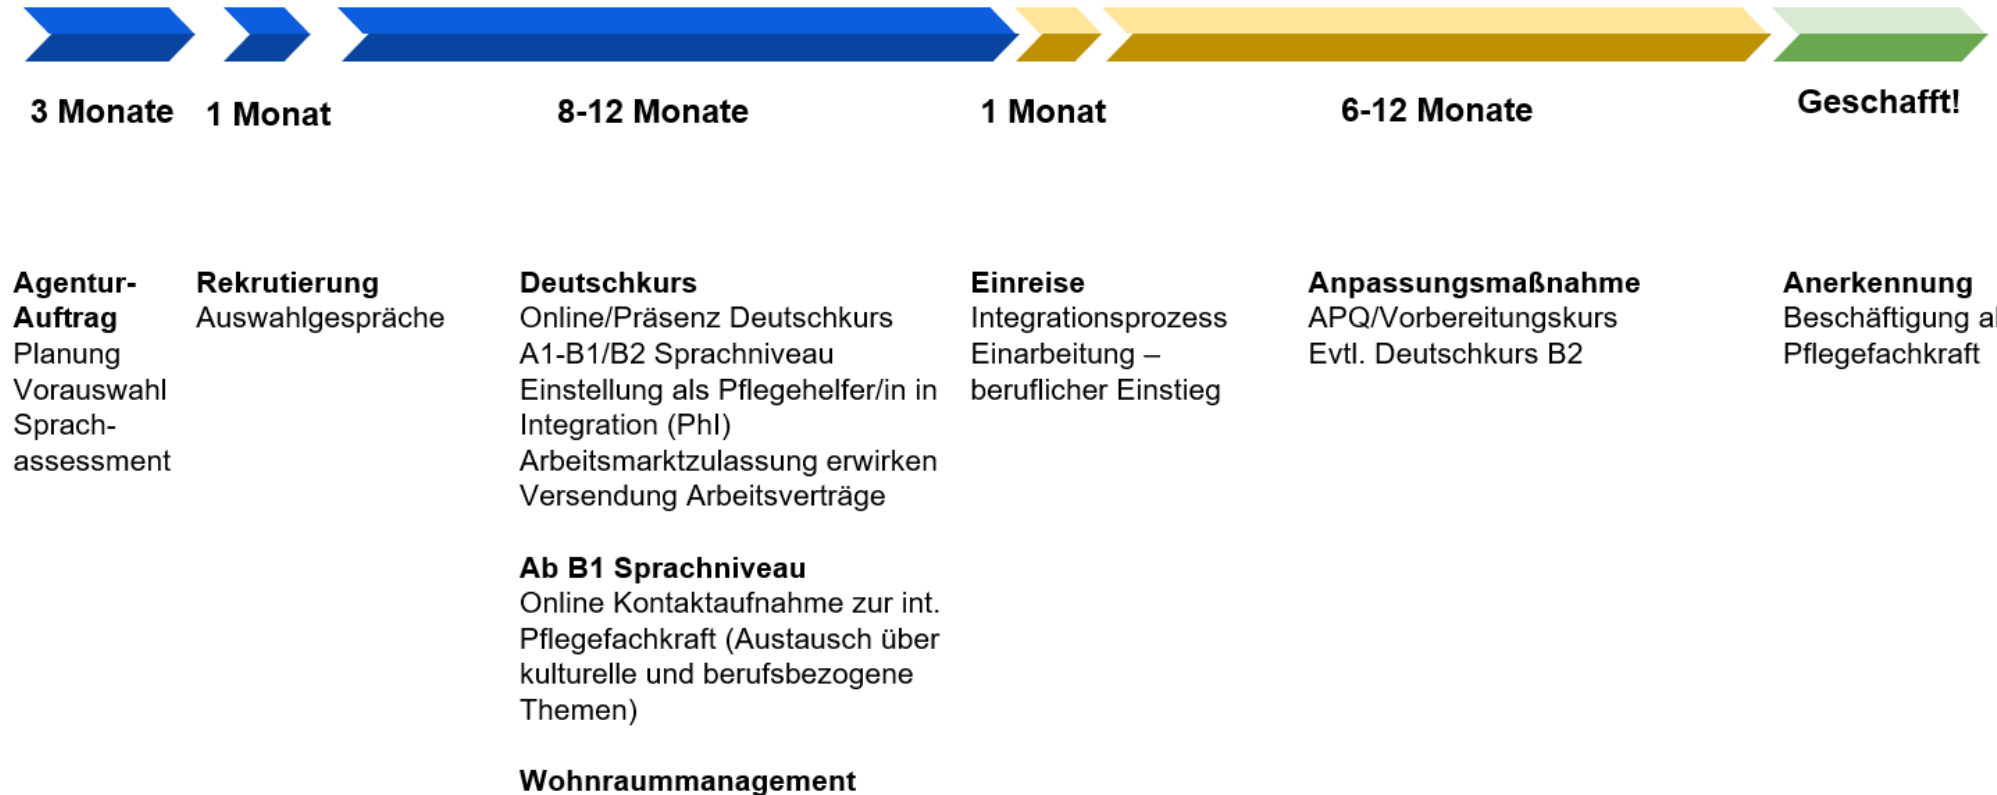 3 Monate
1 Monat
8-12 Monate
1 Monat
6-12 Monate
Geschafft!
Agentur-
Auftrag
Planung
Vorauswahl
Sprach-
assessment
Rekrutierung
Auswahlgespräche
Deutschkurs
Online/Präsenz Deutschkurs
A1-B1/B2 Sprachniveau
Einstellung als Pflegehelfer/in in
Integration (PhI)
Arbeitsmarktzulassung erwirken
Versendung Arbeitsverträge
Ab B1 Sprachniveau
Online Kontaktaufnahme zur int.
Pflegefachkraft (Austausch über
kulturelle und berufsbezogene
Themen)
Wohnraummanagement
Einreise
Integrationsprozess
Einarbeitung –
beruflicher Einstieg
Anpassungsmaßnahme
APQ/Vorbereitungskurs
Evtl. Deutschkurs B2
Anerkennung
Beschäftigung
Pflegefachkraft